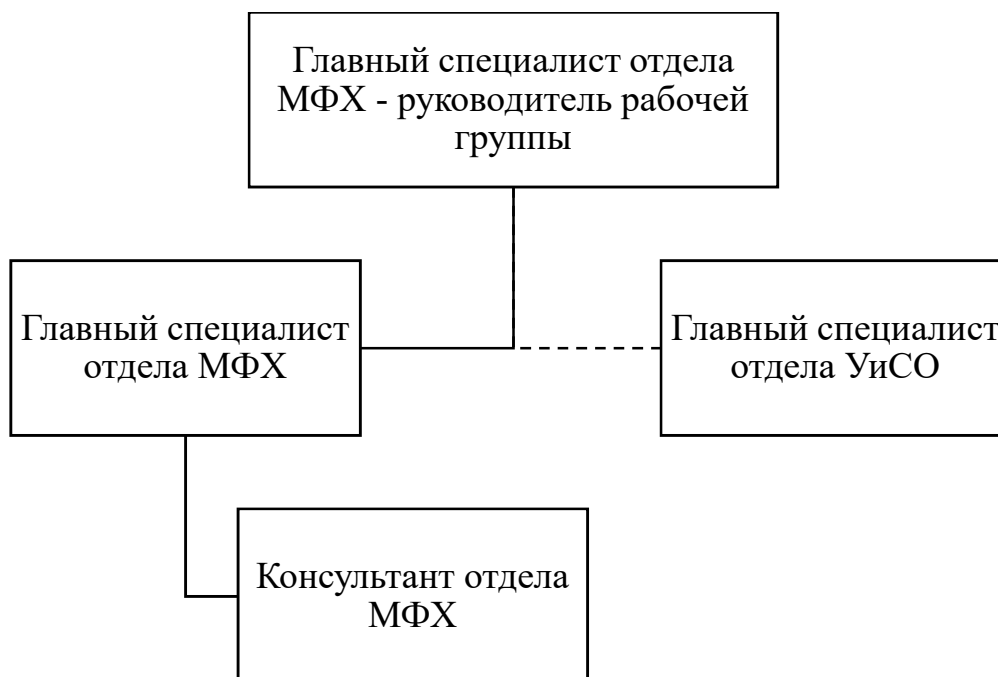 Главный специалист отдела
МФХ - руководитель рабочей
группы
Главный специалист
отдела МФХ
Главный специалист
отдела УиСО
Консультант отдела
МФХ